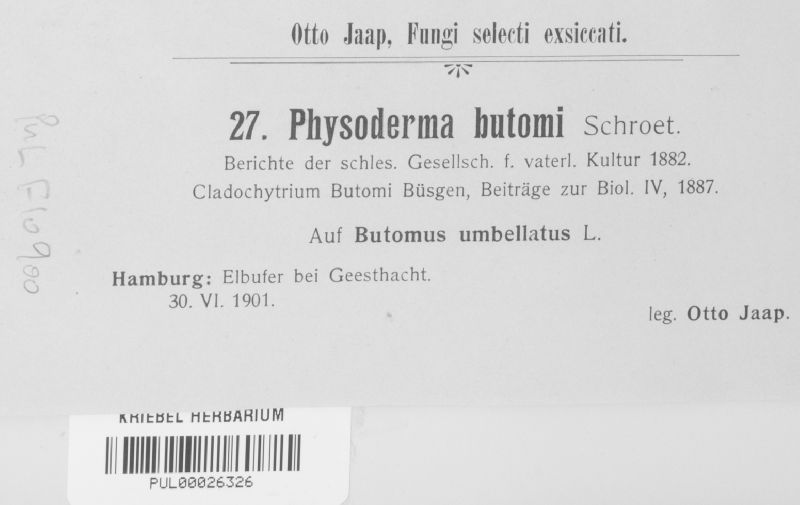 Otto Jaap, Fungi selecti exsiccati.
27. Physoderma butomi Schroet.
Berichte der schles. Gesellsch. f. vaterl. Kultur 1882.
Cladochytrium Butomi Büsgen, Beiträge zur Biol. IV, 1887.
Auf Butomus umbellatus L.
Hamburg: Elbufer bei Geesthacht.
30. VI. 1901.
leg. Otto Jaap.
PUL F10900
KRIEBEL HERBARIUM
PUL00026326